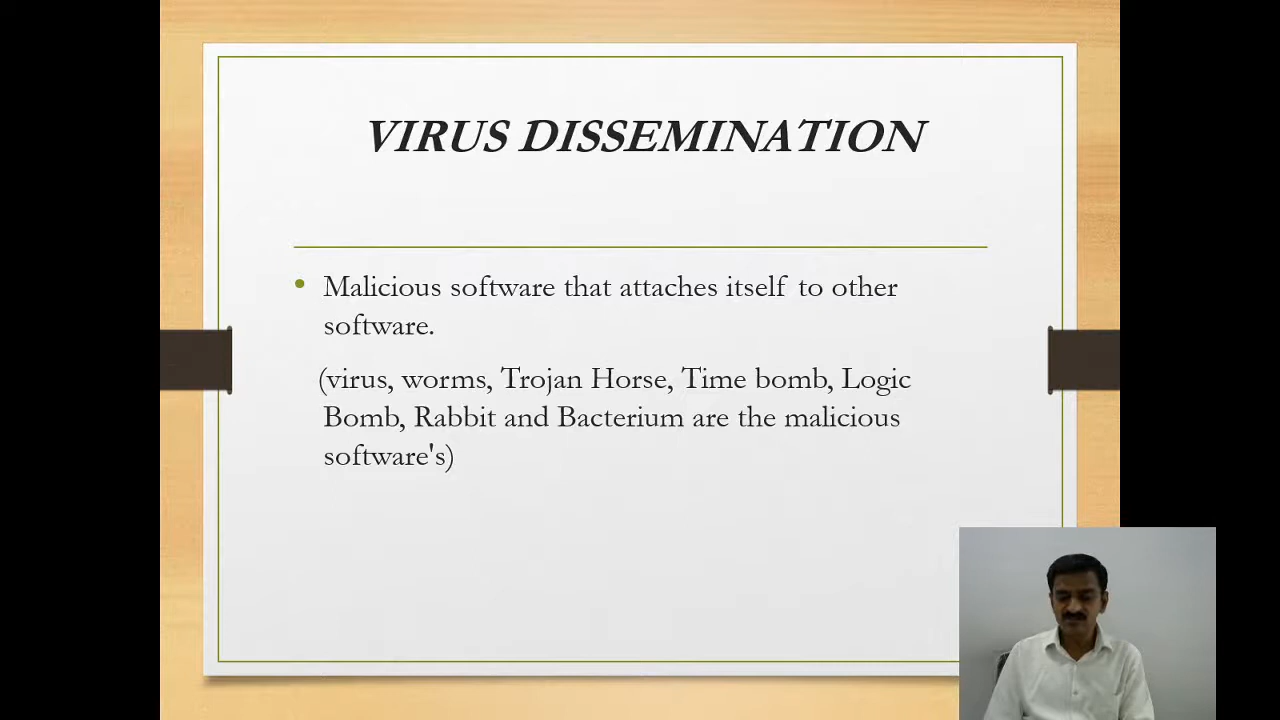 VIRUS DISSEMINATION
• Malicious software that attaches itself to other
software.
(virus, worms, Trojan Horse, Time bomb, Logic
Bomb, Rabbit and Bacterium are the malicious
software's)